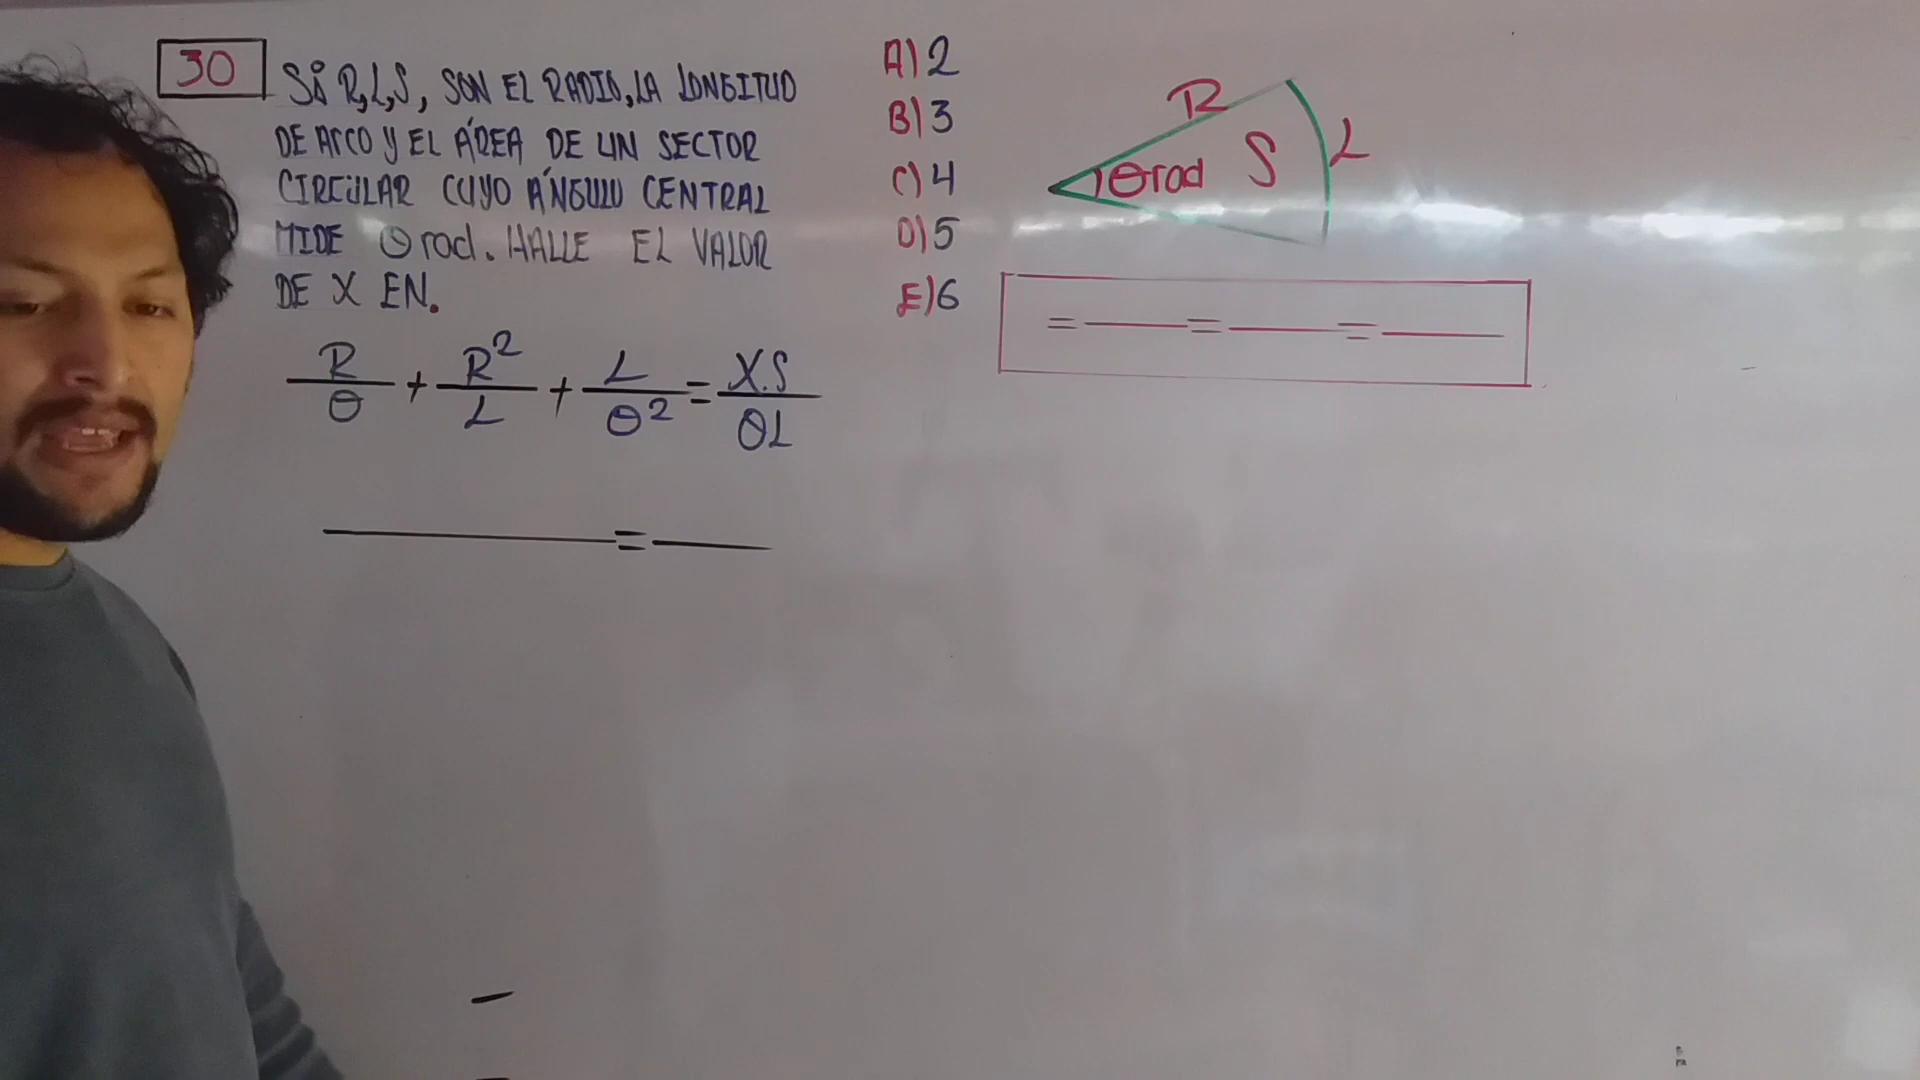 30
Si R,L,S, SON EL RADIO, LA LONGITUD
DE ARCO Y EL ÁREA DE UN SECTOR
CIRCULAR CUYO ÁNGULO CENTRAL
MIDE θ rad. HALLE EL VALOR
DE X EN.
R/θ + R²/L + L/θ² = X.S/θL
A) 2
B) 3
C) 4
D) 5
E) 6
R
θrad S L
= — = — = —
— = —